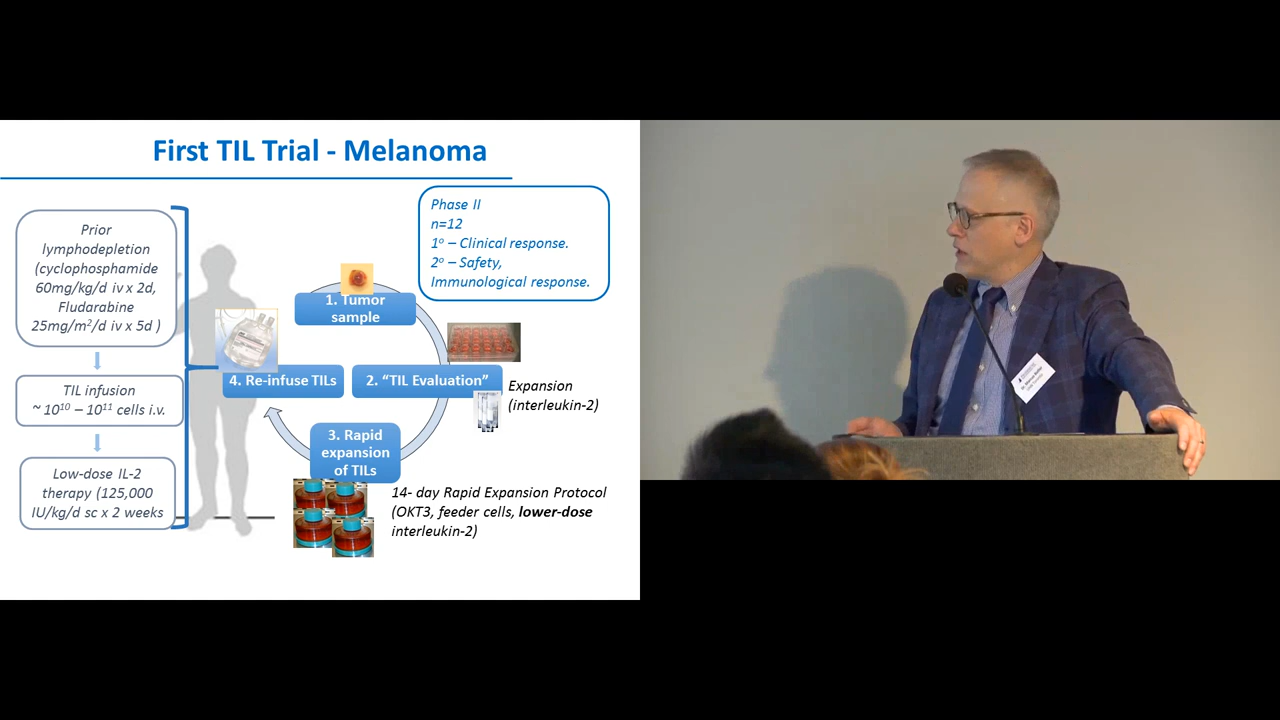 First TIL Trial - Melanoma
Prior
lymphodepletion
(cyclophosphamide
60mg/kg/d iv x 2d,
Fludarabine
25mg/m²/d iv x 5d )
TIL infusion
~ 10¹⁰ – 10¹¹ cells i.v.
Low-dose IL-2
therapy (125,000
IU/kg/d sc x 2 weeks
Phase II
n=12
1º – Clinical response.
2º – Safety,
Immunological response.
1. Tumor
sample
2. “TIL Evaluation”
Expansion
(interleukin-2)
3. Rapid
expansion
of TILs
14- day Rapid Expansion Protocol
(OKT3, feeder cells, lower-dose
interleukin-2)
4. Re-infuse TILs